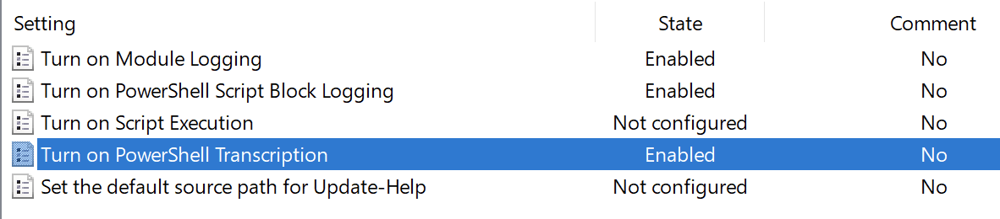 Setting State Comment
Turn on Module Logging Enabled No
Turn on PowerShell Script Block Logging Enabled No
Turn on Script Execution Not configured No
Turn on PowerShell Transcription Enabled No
Set the default source path for Update-Help Not configured No